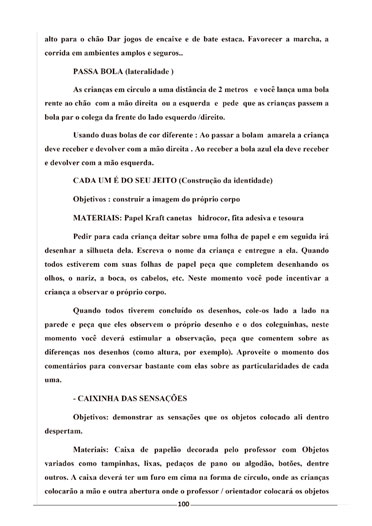 alto para o chão Dar jogos de encaixe e de bate estaca. Favorecer a marcha, a
corrida em ambientes amplos e seguros..
PASSA BOLA (lateralidade )
As crianças em circulo a uma distância de 2 metros e você lança uma bola
rente ao chão com a mão direita ou a esquerda e pede que as crianças passem a
bola par o colega da frente do lado esquerdo /direito.
Usando duas bolas de cor diferente : Ao passar a bolam amarela a criança
deve receber e devolver com a mão direita . Ao receber a bola azul ela deve receber
e devolver com a mão esquerda.
CADA UM É DO SEU JEITO (Construção da identidade)
Objetivos : construir a imagem do próprio corpo
MATERIAIS: Papel Kraft canetas hidrocor, fita adesiva e tesoura
Pedir para cada criança deitar sobre uma folha de papel e em seguida irá
desenhar a silhueta dela. Escreva o nome da criança e entregue a ela. Quando
todos estiverem com suas folhas de papel peça que completem desenhando os
olhos, o nariz, a boca, os cabelos, etc. Neste momento você pode incentivar a
criança a observar o próprio corpo.
Quando todos tiverem concluído os desenhos, cole-os lado a lado na
parede e peça que eles observem o próprio desenho e o dos coleguinhas, neste
momento você deverá estimular a observação, peça que comentem sobre as
diferenças nos desenhos (como altura, por exemplo). Aproveite o momento dos
comentários para conversar bastante com elas sobre as particularidades de cada
uma.
- CAIXINHA DAS SENSAÇÕES
Objetivos: demonstrar as sensações que os objetos colocado ali dentro
despertam.
Materiais: Caixa de papelão decorada pelo professor com Objetos
variados como tampinhas, lixas, pedaços de pano ou algodão, botões, dentre
outros. A caixa deverá ter um furo em cima na forma de círculo, onde as crianças
colocarão a mão e outra abertura onde o professor / orientador colocará os objetos
100